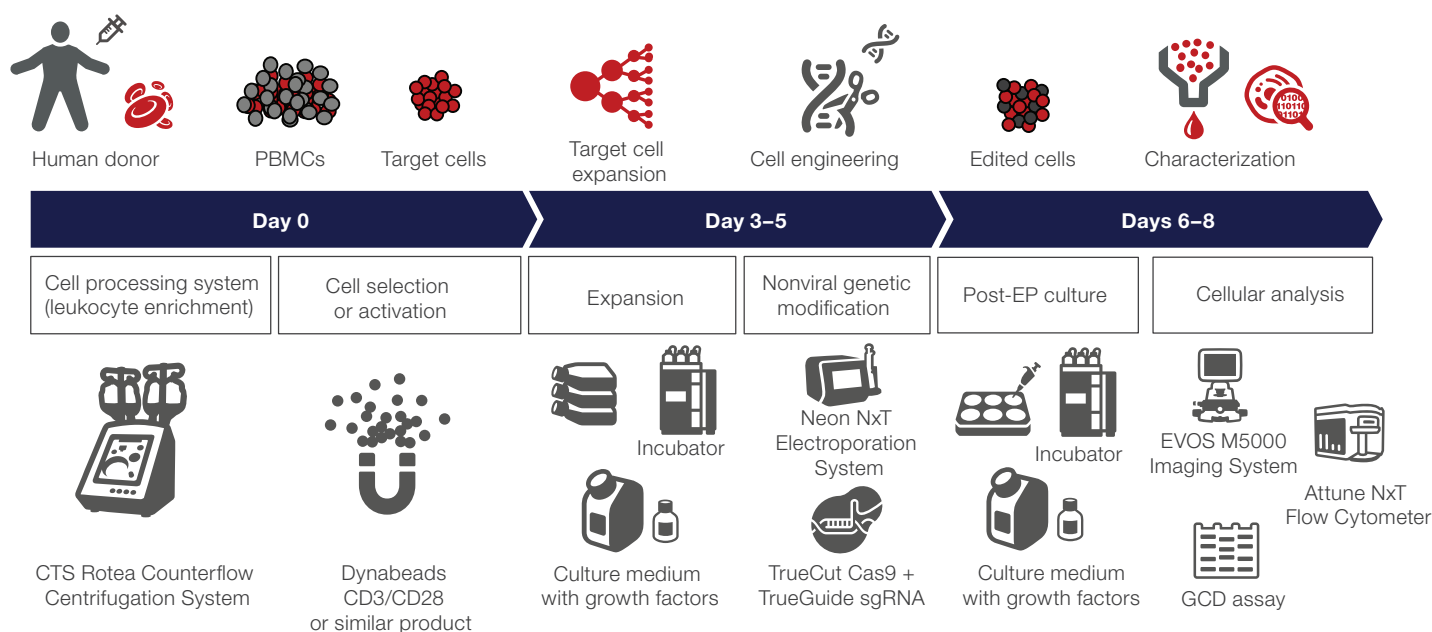 Human donor
PBMCs
Target cells
Target cell
expansion
Cell engineering
Edited cells
0100
110110
01101
Characterization
Day 0
Day 3–5
Days 6–8
Cell processing system
(leukocyte enrichment)
Cell selection
or activation
Expansion
Nonviral genetic
modification
Post-EP culture
Cellular analysis
Incubator
Neon NxT
Electroporation
System
Incubator
EVOS M5000
Imaging System
Attune NxT
Flow Cytometer
CTS Rotea Counterflow
Centrifugation System
Dynabeads
CD3/CD28
or similar product
Culture medium
with growth factors
TrueCut Cas9 +
TrueGuide sgRNA
Culture medium
with growth factors
GCD assay